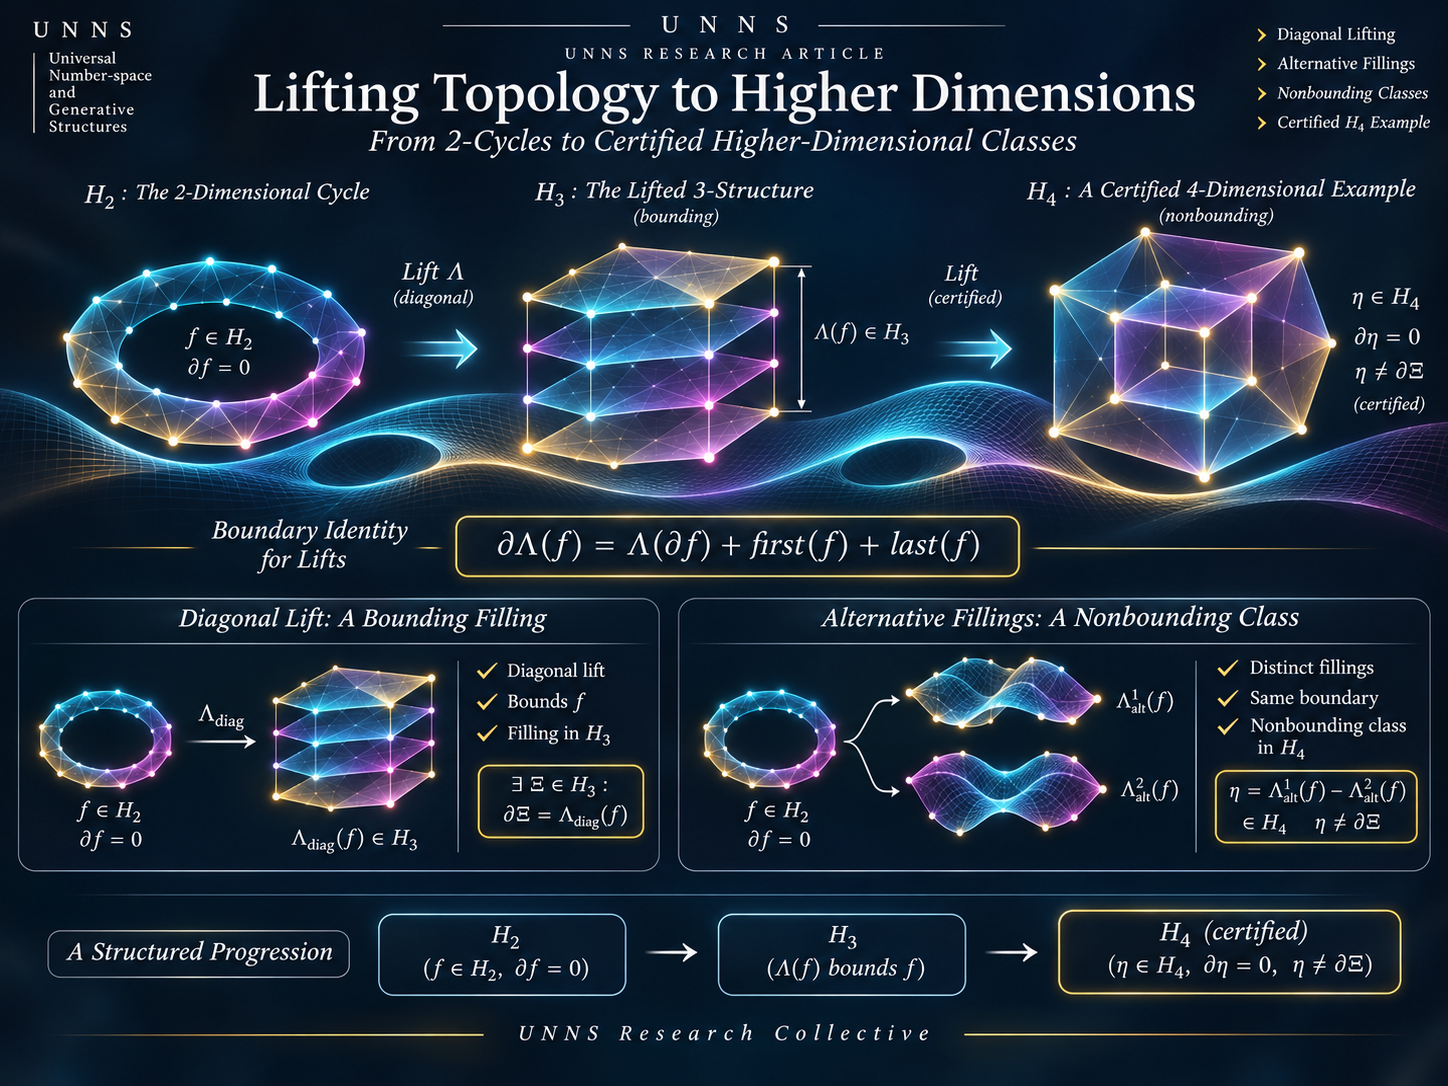 U N N S
Universal
Number-space
and
Generative
Structures
U N N S
UNNS RESEARCH ARTICLE
Lifting Topology to Higher Dimensions
From 2-Cycles to Certified Higher-Dimensional Classes
Diagonal Lifting
Alternative Fillings
Nonbounding Classes
Certified H₄ Example
H₂ : The 2-Dimensional Cycle
f ∈ H₂
∂f = 0
Lift Λ
(diagonal)
H₃ : The Lifted 3-Structure
(bounding)
Λ(f) ∈ H₃
Lift
(certified)
H₄ : A Certified 4-Dimensional Example
(nonbounding)
η ∈ H₄
∂η = 0
η ≠ ∂Ξ
(certified)
Boundary Identity
for Lifts
∂Λ(f) = Λ(∂f) + first(f) + last(f)
Diagonal Lift: A Bounding Filling
f ∈ H₂
∂f = 0
Λdiag
Λdiag(f) ∈ H₃
Diagonal lift
Bounds f
Filling in H₃
∃ Ξ ∈ H₃ :
∂Ξ = Λdiag(f)
Alternative Fillings: A Nonbounding Class
f ∈ H₂
∂f = 0
Λ¹alt(f)
Λ²alt(f)
Distinct fillings
Same boundary
Nonbounding class
in H₄
η = Λ¹alt(f) − Λ²alt(f)
∈ H₄ η ≠ ∂Ξ
A Structured Progression
H₂
(f ∈ H₂, ∂f = 0)
H₃
(Λ(f) bounds f)
H₄ (certified)
(η ∈ H₄, ∂η = 0, η ≠ ∂Ξ)
UNNS Research Collective